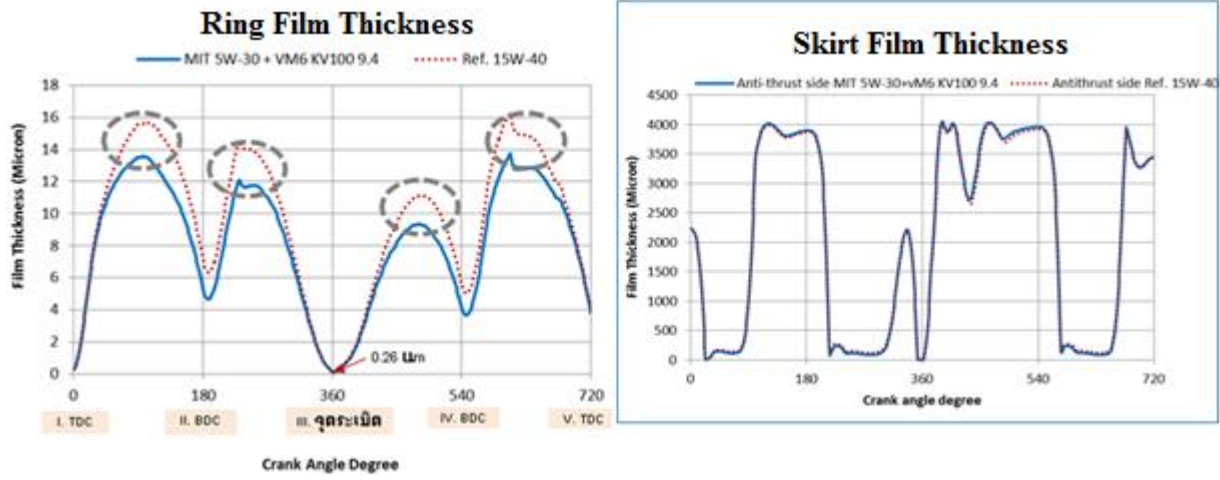 Ring Film Thickness
MIT 5W-30 + VM6 KV100 9.4
Ref. 15W-40
Film Thickness (Micron)
18
16
14
12
10
8
6
4
2
0
0.26 นm
0 180 360 540 720
I. TDC II. BDC III. จุดระเบิด IV. BDC V. TDC
Crank Angle Degree
Skirt Film Thickness
Anti-thrust side MIT 5W-30+vM6 KV100 9.4
Antithrust side Ref. 15W-40
Film Thickness (Micron)
4500
4000
3500
3000
2500
2000
1500
1000
500
0
0 180 360 540 720
Crank angle degree